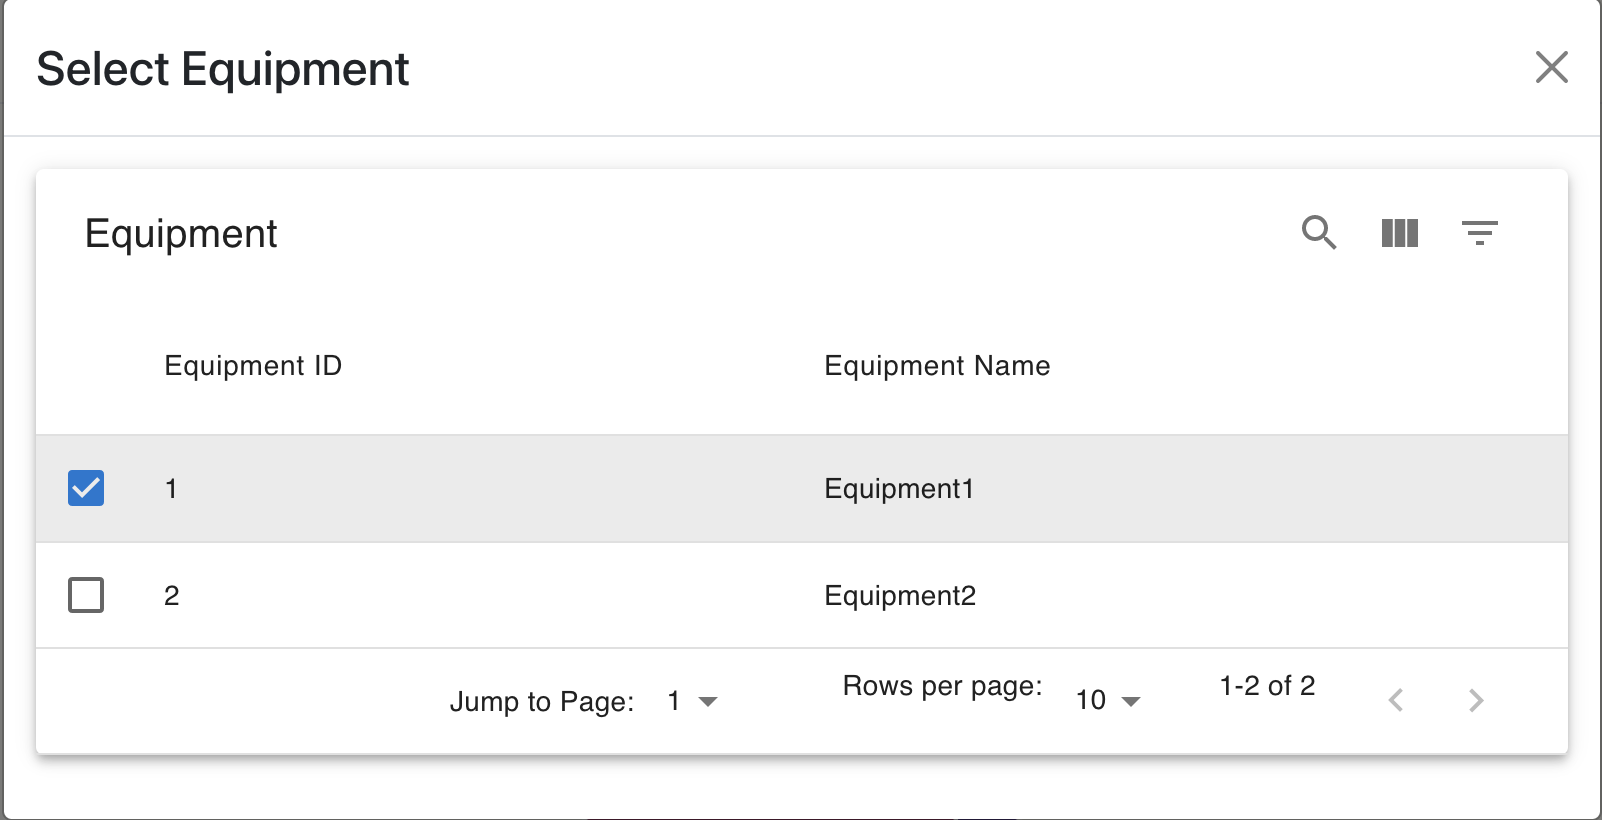 Select Equipment
Equipment
Equipment ID Equipment Name
1 Equipment1
2 Equipment2
Jump to Page: 1 Rows per page: 10 1-2 of 2